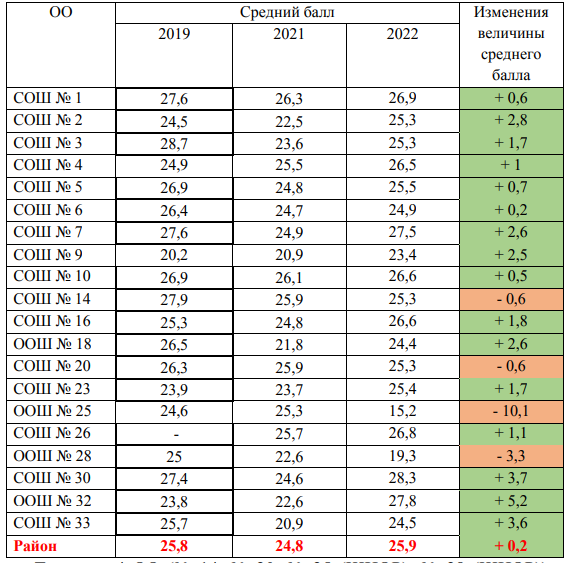 ОО Средний балл Изменения величины среднего балла
2019 2021 2022
СОШ № 1 27,6 26,3 26,9 + 0,6
СОШ № 2 24,5 22,5 25,3 + 2,8
СОШ № 3 28,7 23,6 25,3 + 1,7
СОШ № 4 24,9 25,5 26,5 + 1
СОШ № 5 26,9 24,8 25,5 + 0,7
СОШ № 6 26,4 24,7 24,9 + 0,2
СОШ № 7 27,6 24,9 27,5 + 2,6
СОШ № 9 20,2 20,9 23,4 + 2,5
СОШ № 10 26,9 26,1 26,6 + 0,5
СОШ № 14 27,9 25,9 25,3 - 0,6
СОШ № 16 25,3 24,8 26,6 + 1,8
ООШ № 18 26,5 21,8 24,4 + 2,6
СОШ № 20 26,3 25,9 25,3 - 0,6
СОШ № 23 23,9 23,7 25,4 + 1,7
ООШ № 25 24,6 25,3 15,2 - 10,1
СОШ № 26 - 25,7 26,8 + 1,1
ООШ № 28 25 22,6 19,3 - 3,3
СОШ № 30 27,4 24,6 28,3 + 3,7
ООШ № 32 23,8 22,6 27,8 + 5,2
СОШ № 33 25,7 20,9 24,5 + 3,6
Район 25,8 24,8 25,9 + 0,2